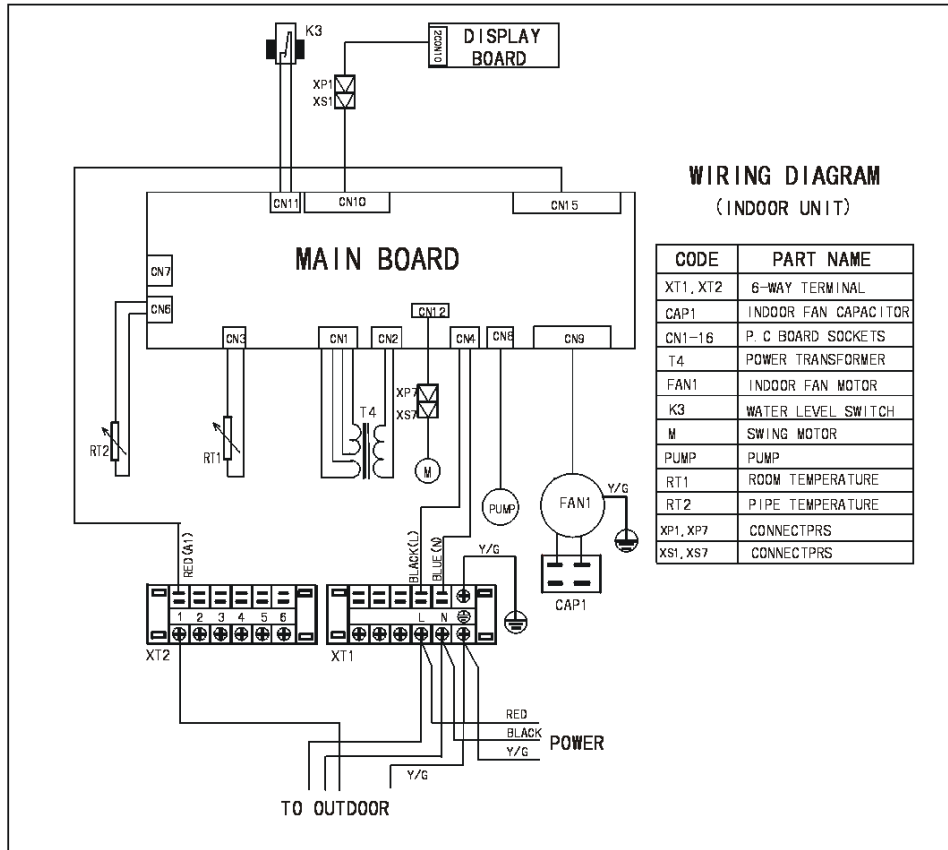 K3
2CON10
DISPLAY
BOARD
XP1
XS1
CN11
CN10
CN15
MAIN BOARD
CN7
CN6
CN3
CN1
CN2
CN12
CN4
CN8
CN9
XP7
XS7
T4
RT2
RT1
M
PUMP
FAN1
Y/G
CAP1
RED(A1)
BLACK(L)
BLUE(N)
Y/G
1 2 3 4 5 6
L N
XT2
XT1
RED
BLACK
Y/G
POWER
Y/G
TO OUTDOOR
WIRING DIAGRAM
(INDOOR UNIT)
CODE PART NAME
XT1, XT2 6-WAY TERMINAL
CAP1 INDOOR FAN CAPACITOR
CN1-16 P. C BOARD SOCKETS
T4 POWER TRANSFORMER
FAN1 INDOOR FAN MOTOR
K3 WATER LEVEL SWITCH
M SWING MOTOR
PUMP PUMP
RT1 ROOM TEMPERATURE
RT2 PIPE TEMPERATURE
XP1, XP7 CONNECTPRS
XS1, XS7 CONNECTPRS